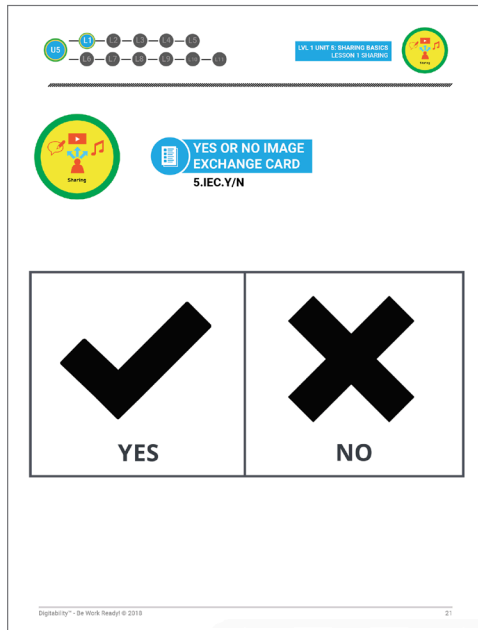 U5
L1
L2
L3
L4
L5
L6
L7
L8
L9
L10
L11
LVL 1 UNIT 5: SHARING BASICS
LESSON 1 SHARING
Sharing
Sharing
YES OR NO IMAGE
EXCHANGE CARD
5.IEC.Y/N
YES
NO
Digitability™ - Be Work Ready! © 2018
21